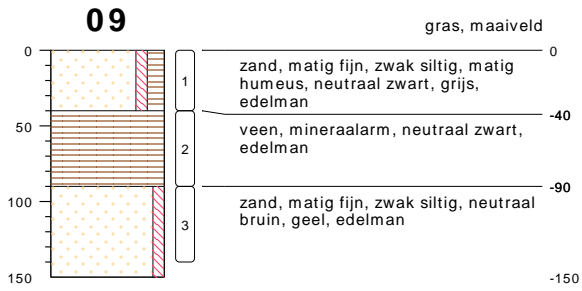 09
gras, maaiveld
0
0
1
zand, matig fijn, zwak siltig, matig
humeus, neutraal zwart, grijs,
edelman
-40
50
2
veen, mineraalarm, neutraal zwart,
edelman
-90
100
3
zand, matig fijn, zwak siltig, neutraal
bruin, geel, edelman
150
-150